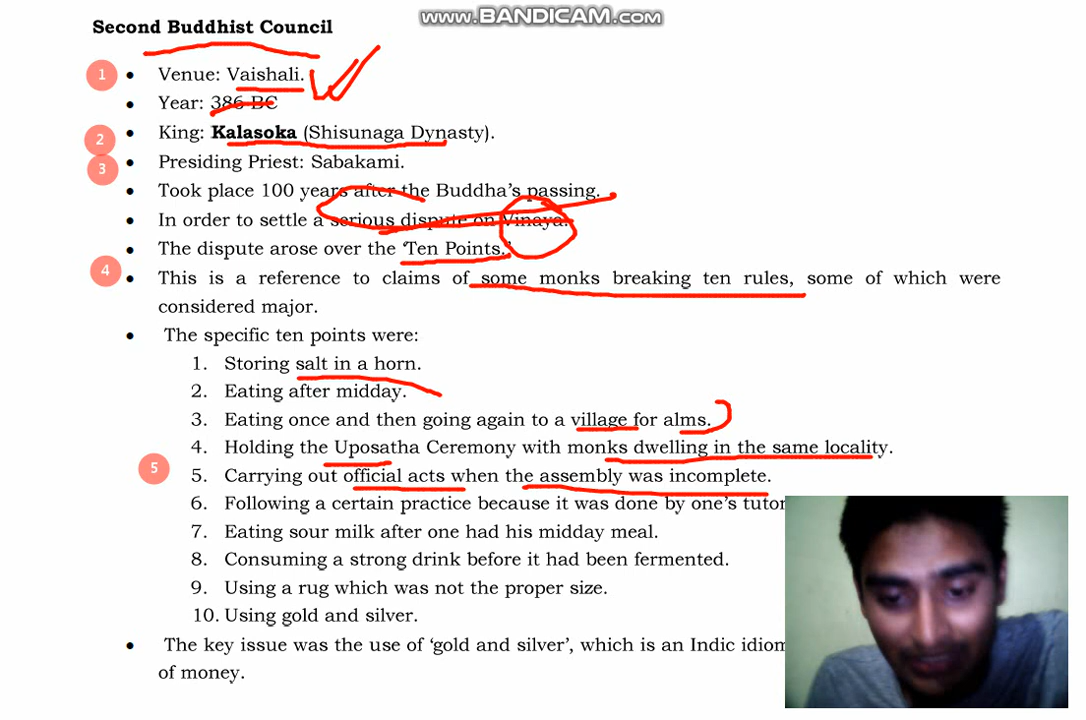 www.BANDICAM.com
Second Buddhist Council
1 • Venue: Vaishali.
• Year: 386 BC
2 • King: Kalasoka (Shisunaga Dynasty).
3 • Presiding Priest: Sabakami.
• Took place 100 years after the Buddha's passing.
• In order to settle a serious dispute on Vinaya.
• The dispute arose over the 'Ten Points.'
4 • This is a reference to claims of some monks breaking ten rules, some of which were
considered major.
• The specific ten points were:
1. Storing salt in a horn.
2. Eating after midday.
3. Eating once and then going again to a village for alms.
4. Holding the Uposatha Ceremony with monks dwelling in the same locality.
5 5. Carrying out official acts when the assembly was incomplete.
6. Following a certain practice because it was done by one's tutor
7. Eating sour milk after one had his midday meal.
8. Consuming a strong drink before it had been fermented.
9. Using a rug which was not the proper size.
10. Using gold and silver.
• The key issue was the use of 'gold and silver', which is an Indic idiom
of money.